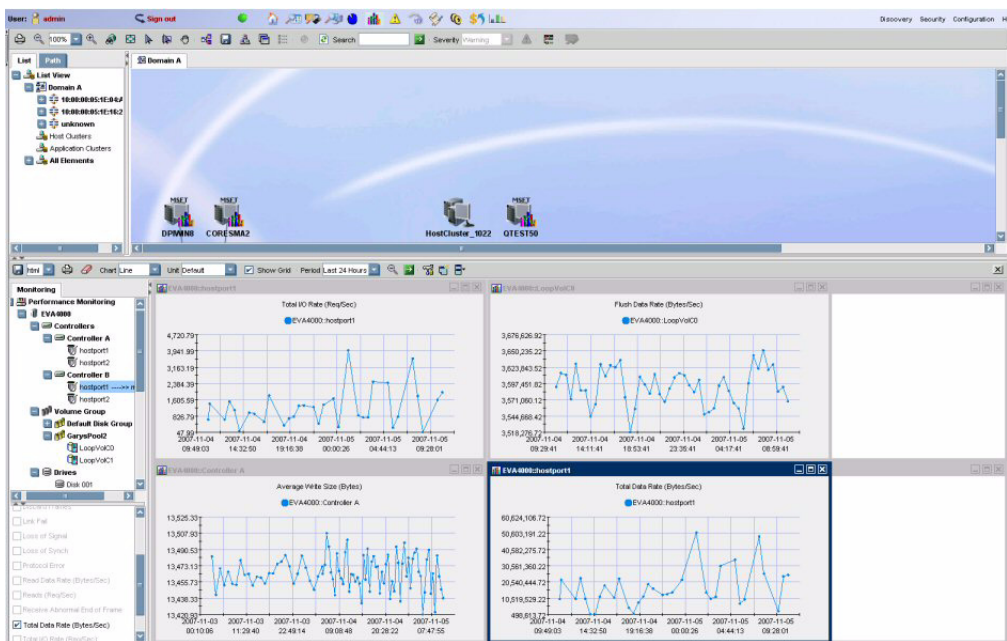 User: admin Sign out Discovery Security Configuration H
100% Search Severity Warning
List Path Domain A
List View
Domain A
10:00:00:05:1E:04:A
10:00:00:05:1E:16:2
unknown
Host Clusters
Application Clusters
All Elements
MSET MSET MSET
DPIWIN8 CORESMA2 HostCluster_1022 QTEST50
html Chart Line Unit Default Show Grid Period Last 24 Hours
Monitoring
Performance Monitoring
EVA4000
Controllers
Controller A
hostport1
hostport2
Controller B
hostport1 ---->> n
hostport2
Volume Group
Default Disk Group
GarysPool2
LoopVolC0
LoopVolC1
Drives
Disk 001
Discard Frames
Link Fail
Loss of Signal
Loss of Synch
Protocol Error
Read Data Rate (Bytes/Sec)
Reads (Req/Sec)
Receive Abnormal End of Frame
Total Data Rate (Bytes/Sec)
Total I/O Rate (Req/Sec)
EVA4000::hostport1
Total I/O Rate (Req/Sec)
EVA4000::hostport1
4,720.79
3,941.99
3,163.19
2,384.39
1,605.59
826.79
47.99
2007-11-04 2007-11-04 2007-11-04 2007-11-05 2007-11-05 2007-11-05
09:49:03 14:32:50 19:16:38 00:00:26 04:44:13 09:28:01
EVA4000::LoopVolC0
Flush Data Rate (Bytes/Sec)
EVA4000::LoopVolC0
3,676,626.92
3,650,235.22
3,623,843.52
3,597,451.82
3,571,060.12
3,544,668.42
3,518,276.72
2007-11-04 2007-11-04 2007-11-04 2007-11-04 2007-11-05 2007-11-05
09:29:41 14:11:41 18:53:41 23:35:41 04:17:41 08:59:41
EVA4000::Controller A
Average Write Size (Bytes)
EVA4000::Controller A
13,525.33
13,507.93
13,490.53
13,473.13
13,455.73
13,438.33
13,420.93
2007-11-03 2007-11-03 2007-11-03 2007-11-04 2007-11-04 2007-11-05
00:10:06 11:29:40 22:49:14 09:08:48 20:28:22 07:47:55
EVA4000::hostport1
Total Data Rate (Bytes/Sec)
EVA4000::hostport1
60,624,106.72
50,603,191.22
40,582,275.72
30,561,360.22
20,540,444.72
10,519,529.22
498,613.72
2007-11-04 2007-11-04 2007-11-04 2007-11-05 2007-11-05 2007-11-05
09:49:03 14:32:50 19:16:38 00:00:26 04:44:13 09:28:01